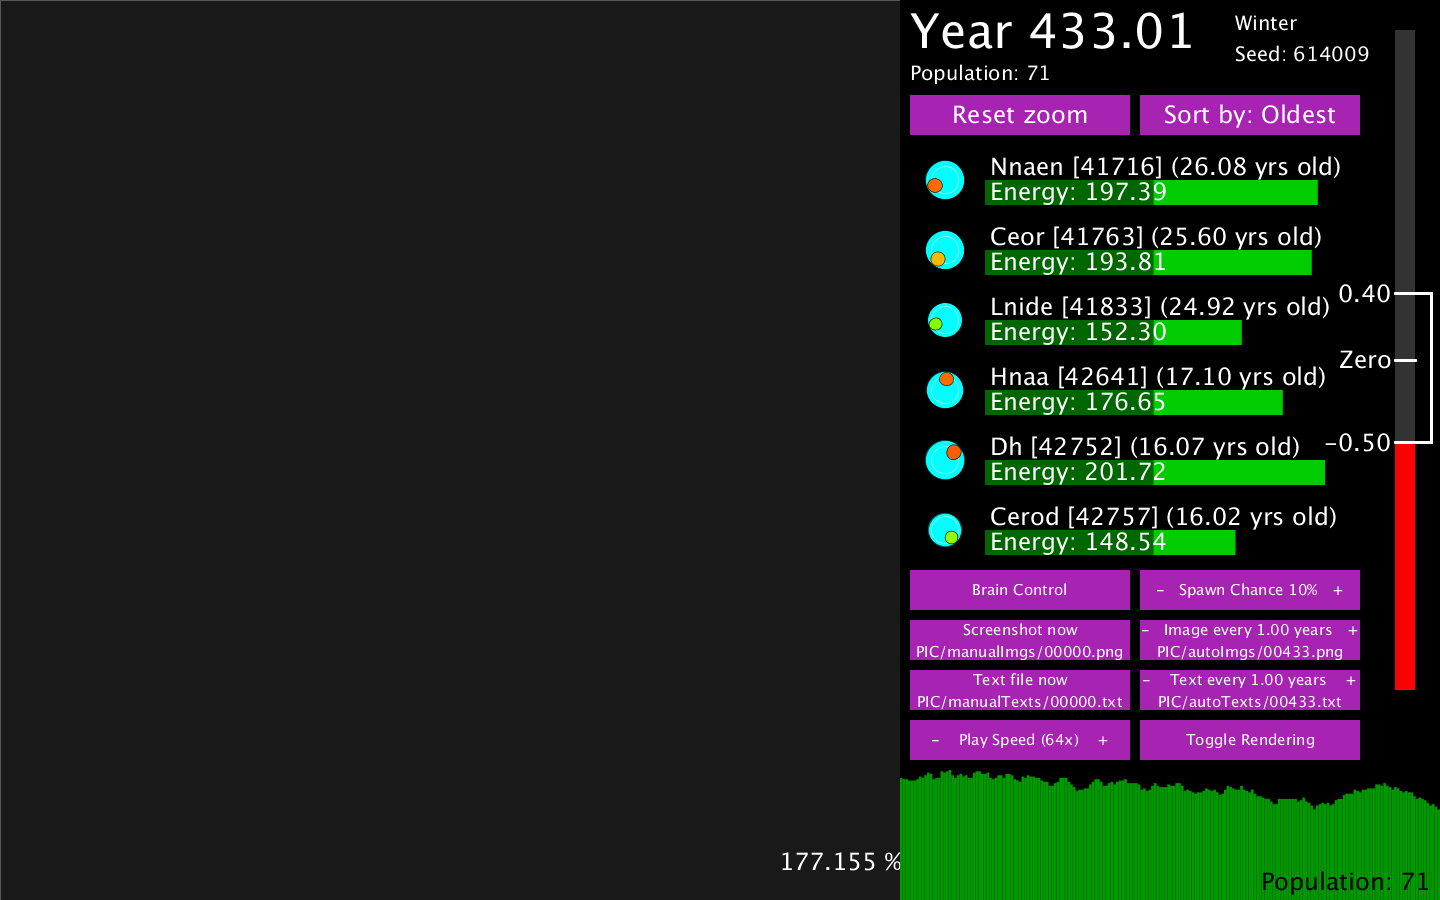 Year 433.01
Winter
Seed: 614009
Population: 71
Reset zoom
Sort by: Oldest
Nnaen [41716] (26.08 yrs old)
Energy: 197.39
Ceor [41763] (25.60 yrs old)
Energy: 193.81
Lnide [41833] (24.92 yrs old)
Energy: 152.30
Hnaa [42641] (17.10 yrs old)
Energy: 176.65
Dh [42752] (16.07 yrs old)
Energy: 201.72
Cerod [42757] (16.02 yrs old)
Energy: 148.54
0.40
Zero
-0.50
Brain Control
- Spawn Chance 10% +
Screenshot now
PIC/manualImgs/00000.png
- Image every 1.00 years +
PIC/autoImgs/00433.png
Text file now
PIC/manualTexts/00000.txt
- Text every 1.00 years +
PIC/autoTexts/00433.txt
- Play Speed (64x) +
Toggle Rendering
177.155 %
Population: 71